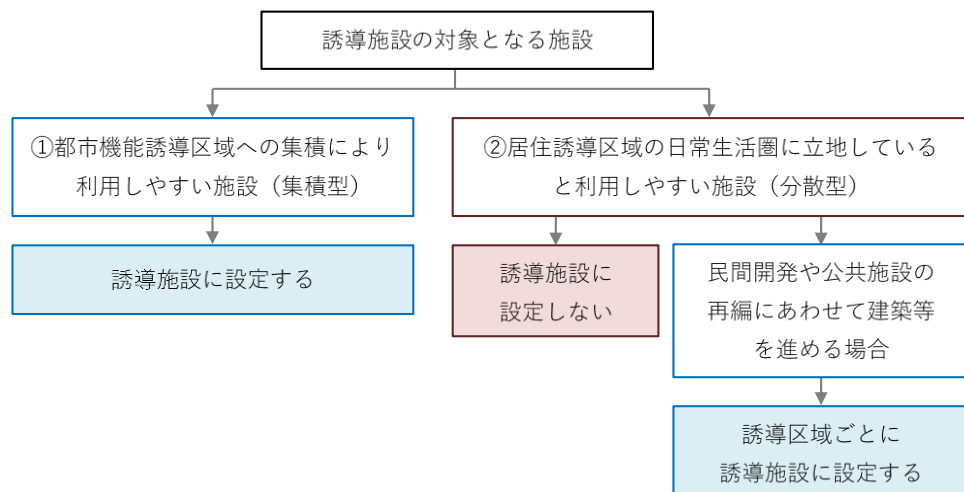 誘導施設の対象となる施設
①都市機能誘導区域への集積により
利用しやすい施設（集積型）
②居住誘導区域の日常生活圏に立地している
と利用しやすい施設（分散型）
誘導施設に設定する
誘導施設に
設定しない
民間開発や公共施設の
再編にあわせて建築等
を進める場合
誘導区域ごとに
誘導施設に設定する